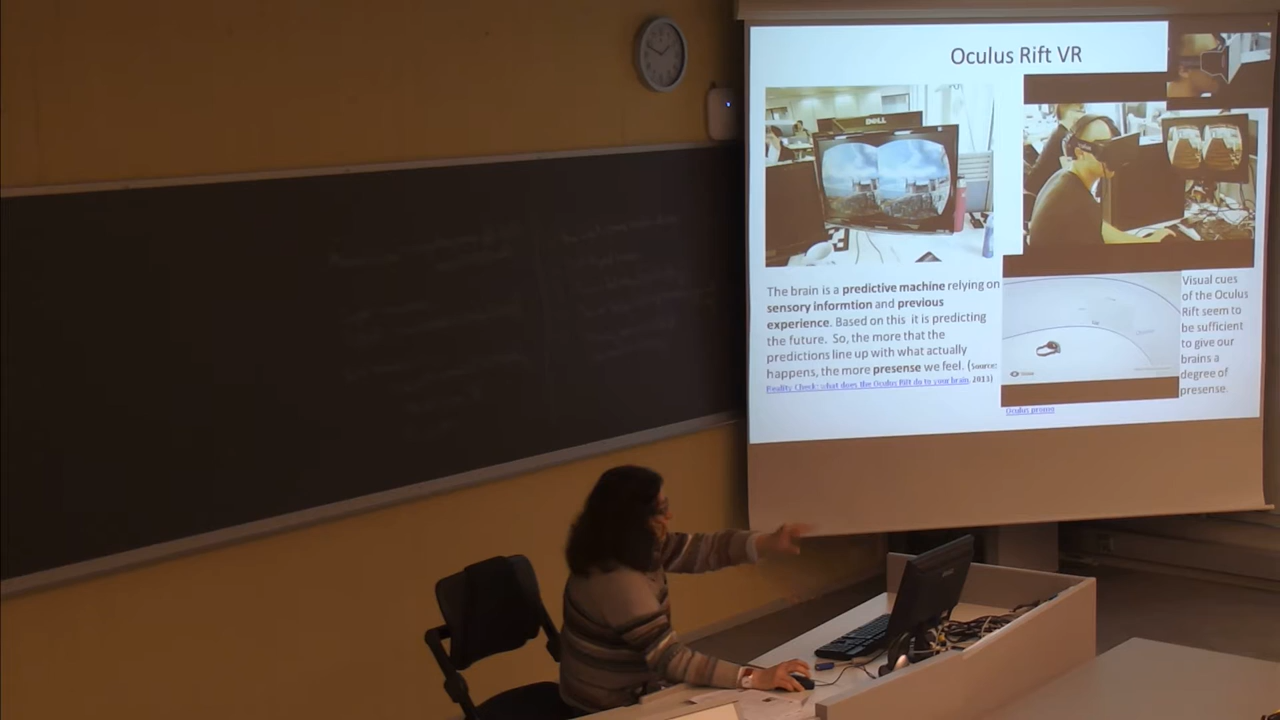 Oculus Rift VR
DELL
The brain is a predictive machine relying on
sensory informtion and previous
experience. Based on this it is predicting
the future. So, the more that the
predictions line up with what actually
happens, the more presense we feel. (Source:
Reality Check: what does the Oculus Rift do to your brain, 2013)
Visual cues
of the Oculus
Rift seem to
be sufficient
to give our
brains a
degree of
presense.
Oculus promo